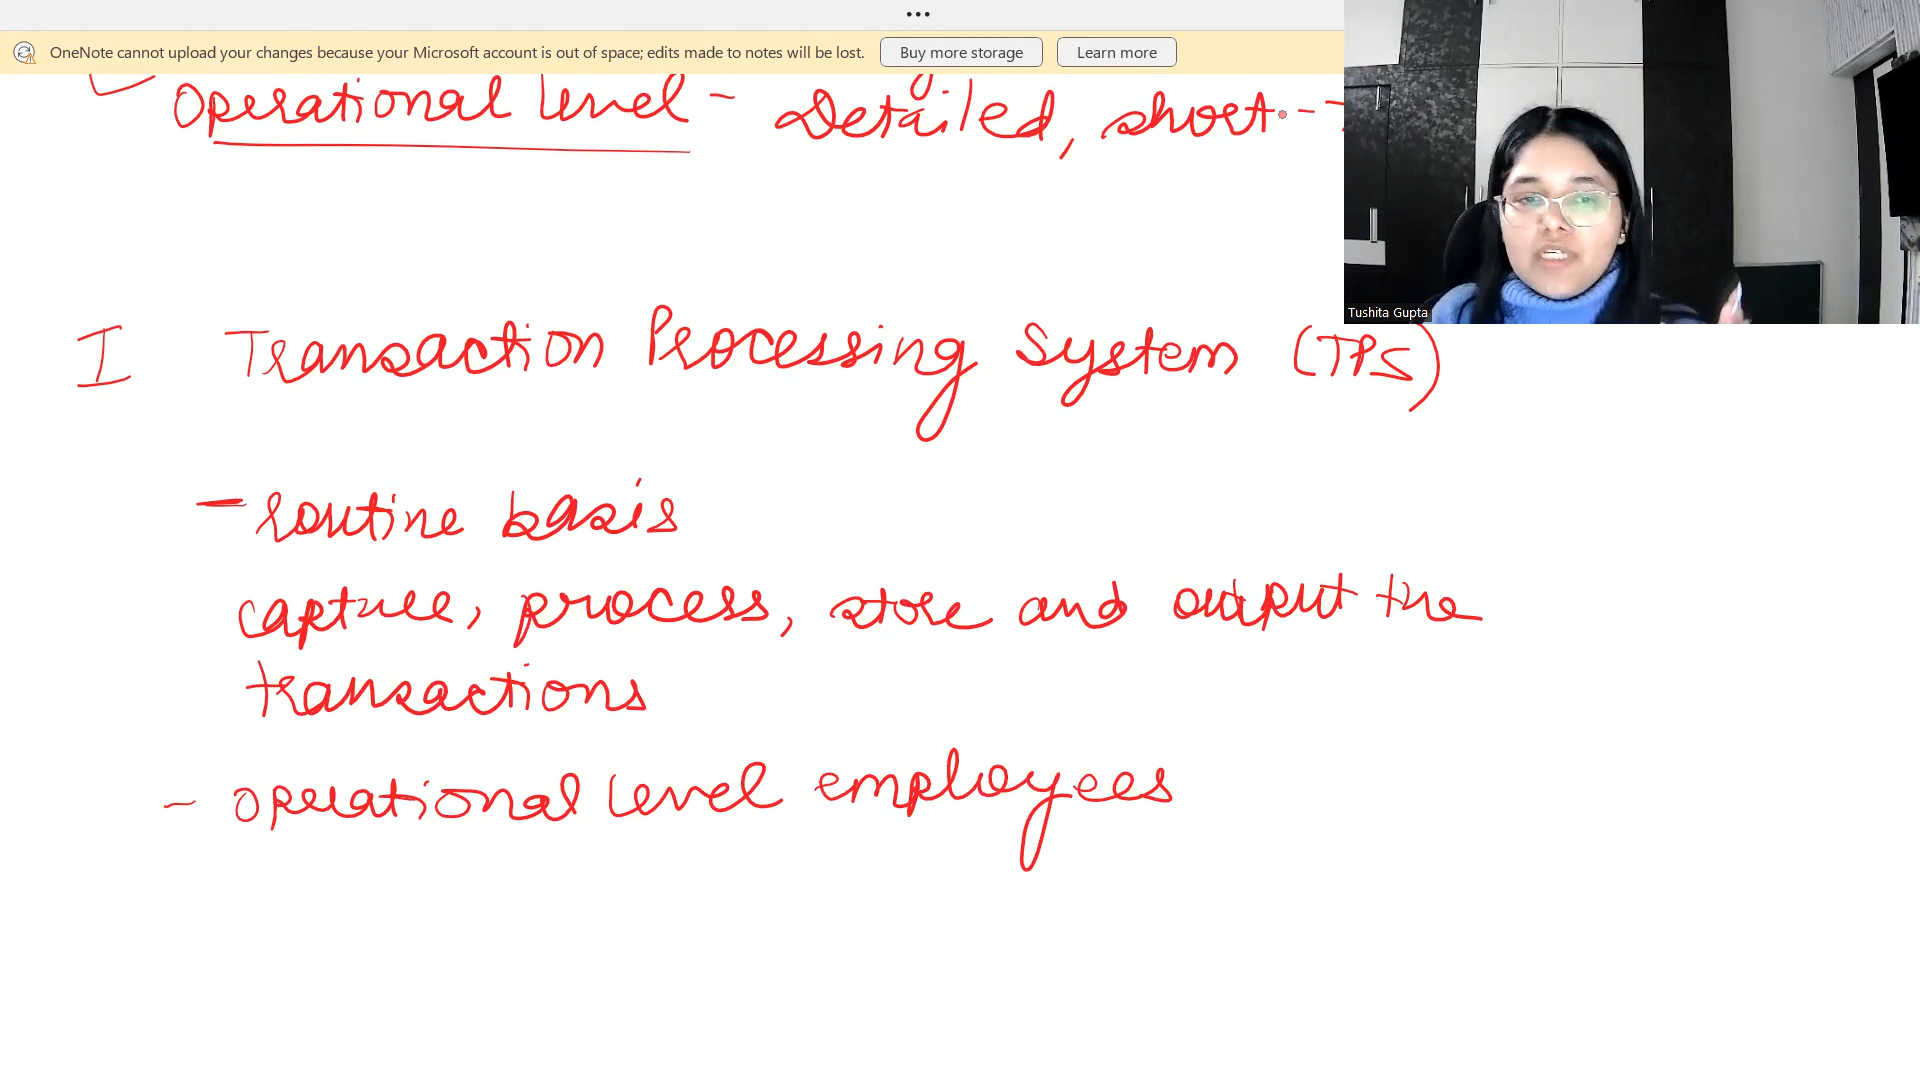 ...
OneNote cannot upload your changes because your Microsoft account is out of space; edits made to notes will be lost. Buy more storage Learn more
Operational level - Detailed, short -
Tushita Gupta
I Transaction Processing System (TPS)
- routine basis
capture, process, store and output the
transactions
- operational level employees